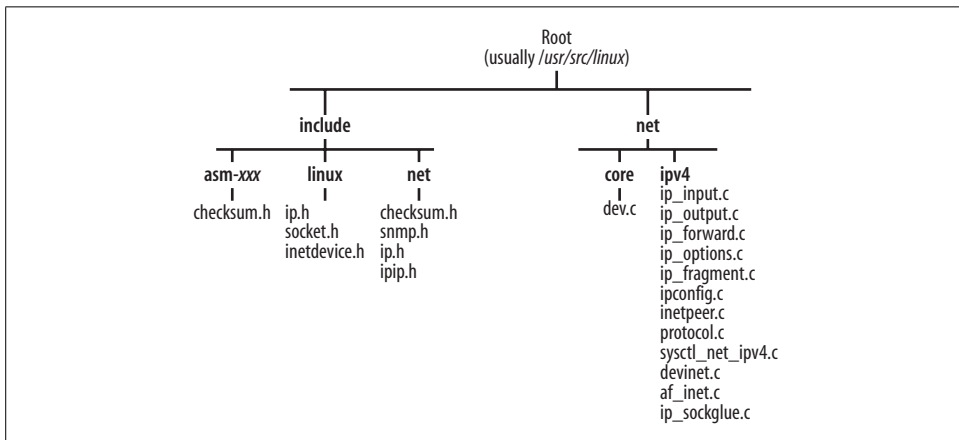 Root
(usually /usr/src/linux)
include
net
asm-xxx
linux
net
core
ipv4
checksum.h
ip.h
socket.h
inetdevice.h
checksum.h
snmp.h
ip.h
ipip.h
dev.c
ip_input.c
ip_output.c
ip_forward.c
ip_options.c
ip_fragment.c
ipconfig.c
inetpeer.c
protocol.c
sysctl_net_ipv4.c
devinet.c
af_inet.c
ip_sockglue.c